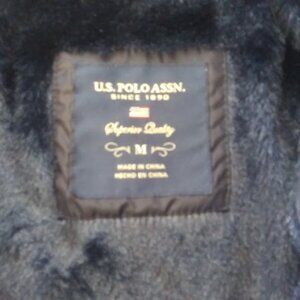 U.S. POLO ASSN.
SINCE 1890
Superior Quality
M
MADE IN CHINA
HECHO EN CHINA